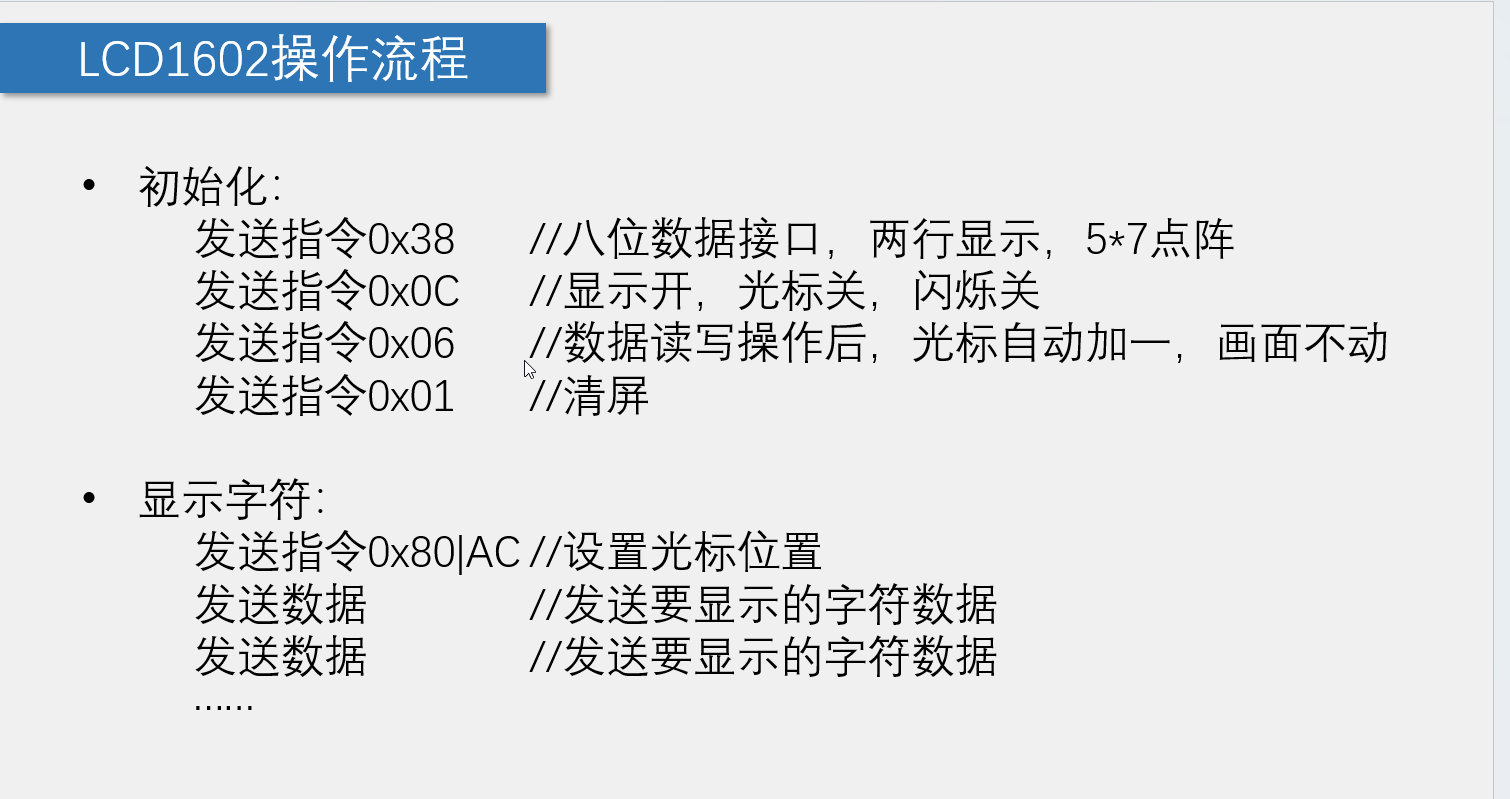 LCD1602操作流程
• 初始化：
发送指令0x38 //八位数据接口，两行显示，5*7点阵
发送指令0x0C //显示开，光标关，闪烁关
发送指令0x06 //数据读写操作后，光标自动加一，画面不动
发送指令0x01 //清屏
• 显示字符：
发送指令0x80|AC //设置光标位置
发送数据 //发送要显示的字符数据
发送数据 //发送要显示的字符数据
……